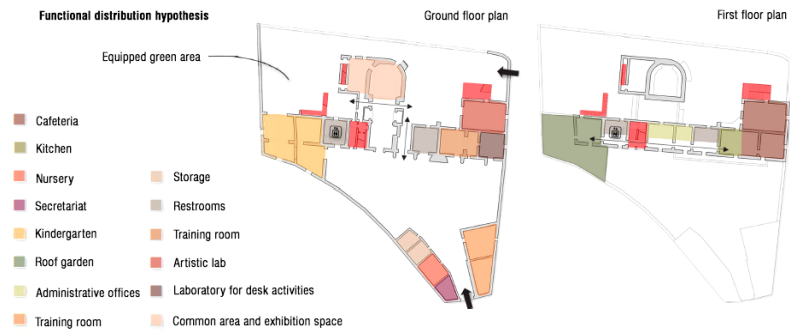 Functional distribution hypothesis
Ground floor plan
First floor plan
Equipped green area
Cafeteria
Kitchen
Nursery
Secretariat
Kindergarten
Roof garden
Administrative offices
Training room
Storage
Restrooms
Training room
Artistic lab
Laboratory for desk activities
Common area and exhibition space